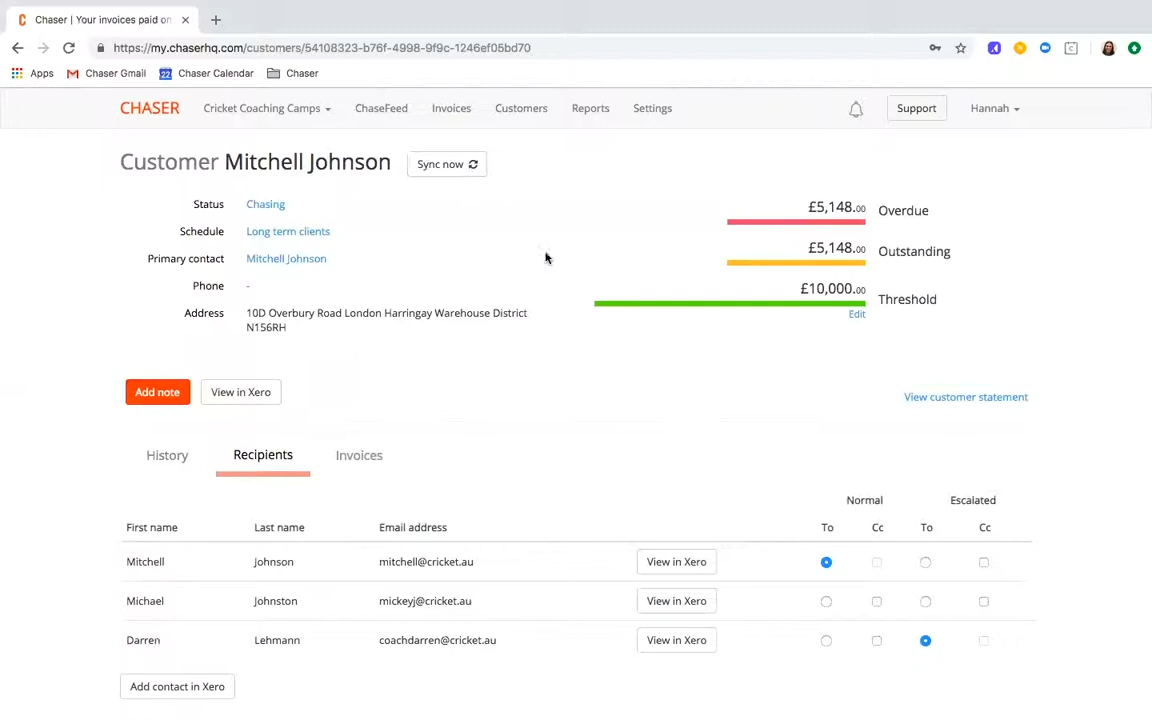 Chaser | Your invoices paid on
https://my.chaserhq.com/customers/54108323-b76f-4998-9f9c-1246ef05bd70
Apps Chaser Gmail 22 Chaser Calendar Chaser
CHASER Cricket Coaching Camps ChaseFeed Invoices Customers Reports Settings Support Hannah
Customer Mitchell Johnson Sync now
Status Chasing
Schedule Long term clients
Primary contact Mitchell Johnson
Phone -
Address 10D Overbury Road London Harringay Warehouse District
N156RH
£5,148.00 Overdue
£5,148.00 Outstanding
£10,000.00 Threshold
Edit
Add note View in Xero View customer statement
History Recipients Invoices
Normal Escalated
First name Last name Email address To Cc To Cc
Mitchell Johnson mitchell@cricket.au View in Xero
Michael Johnston mickeyj@cricket.au View in Xero
Darren Lehmann coachdarren@cricket.au View in Xero
Add contact in Xero